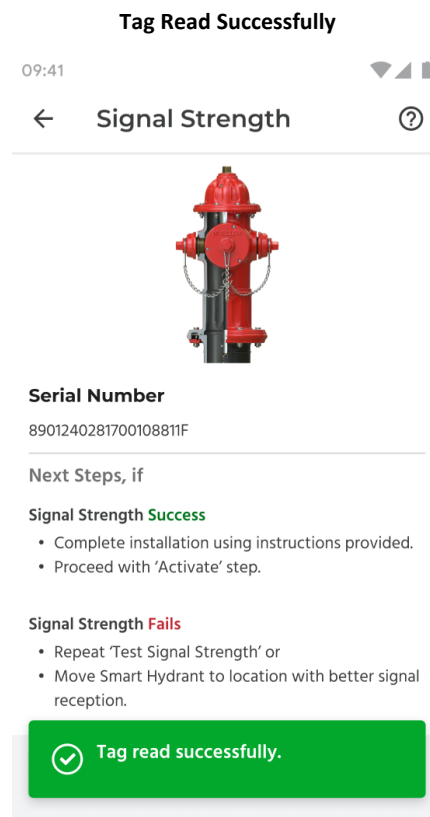 Tag Read Successfully
09:41
Signal Strength
Serial Number
8901240281700108811F
Next Steps, if
Signal Strength Success
• Complete installation using instructions provided.
• Proceed with ‘Activate’ step.
Signal Strength Fails
• Repeat ‘Test Signal Strength’ or
• Move Smart Hydrant to location with better signal
reception.
Tag read successfully.